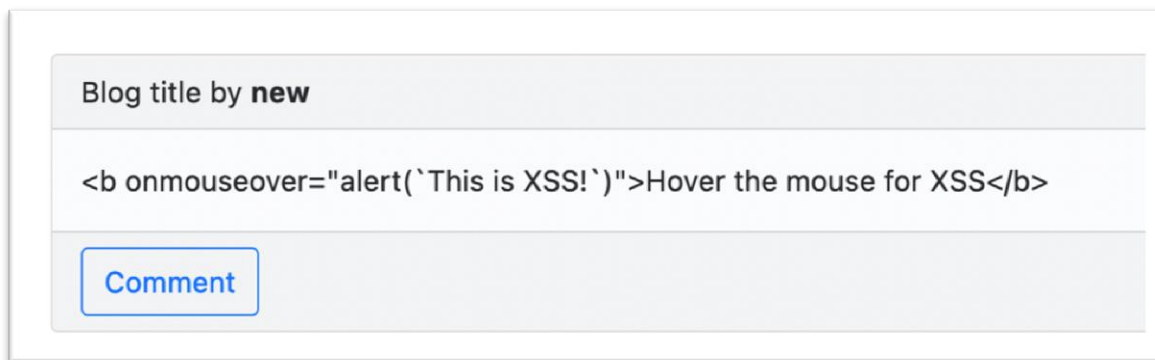 Blog title by new
<b onmouseover="alert(`This is XSS!`)">Hover the mouse for XSS</b>
Comment